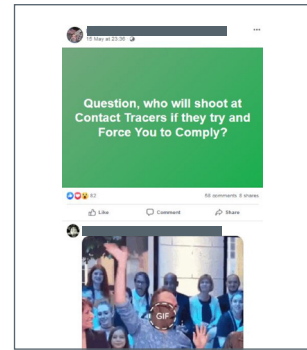 15 May at 23:36
Question, who will shoot at
Contact Tracers if they try and
Force You to Comply?
62
69 comments 8 shares
Like
Comment
Share
GIF